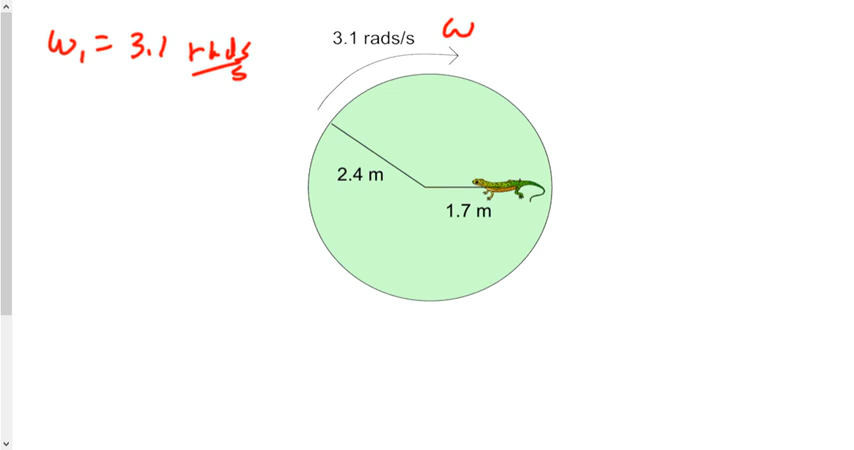 3.1 rads/s
ω
ω₁ = 3.1 rads/s
2.4 m
1.7 m